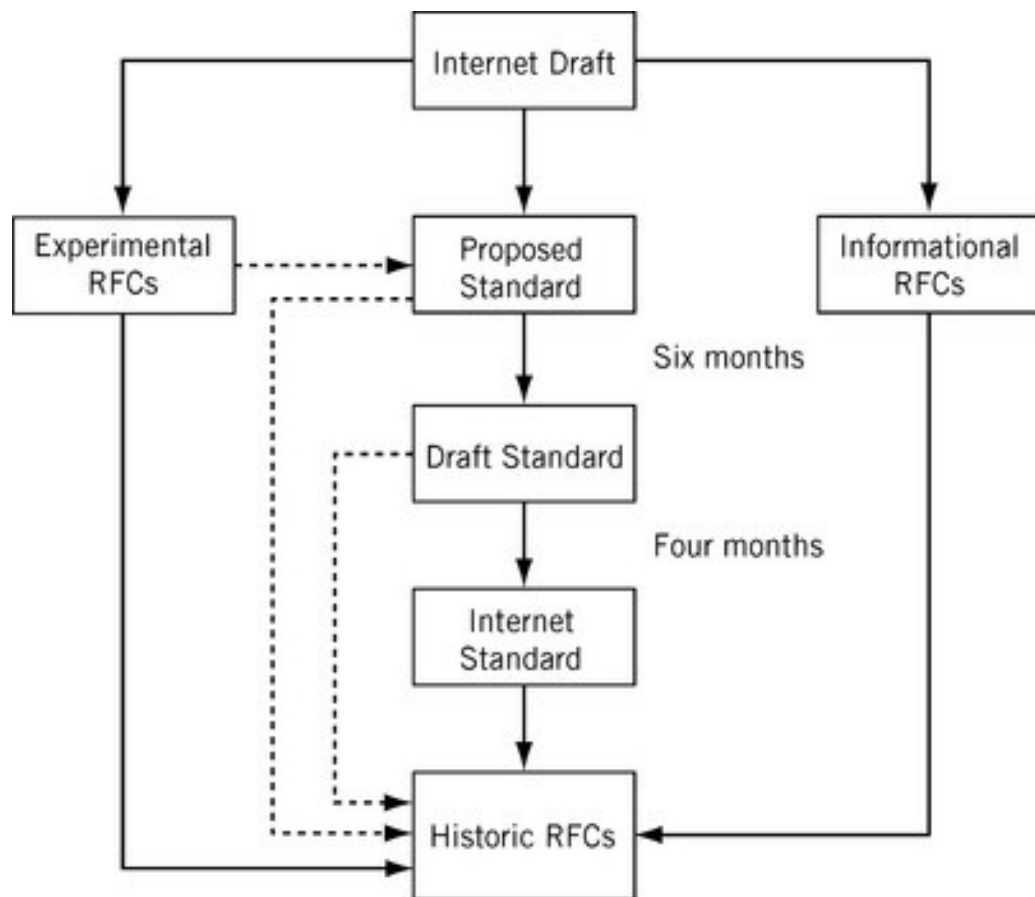 Internet Draft
Experimental
RFCs
Proposed
Standard
Informational
RFCs
Six months
Draft Standard
Four months
Internet
Standard
Historic RFCs